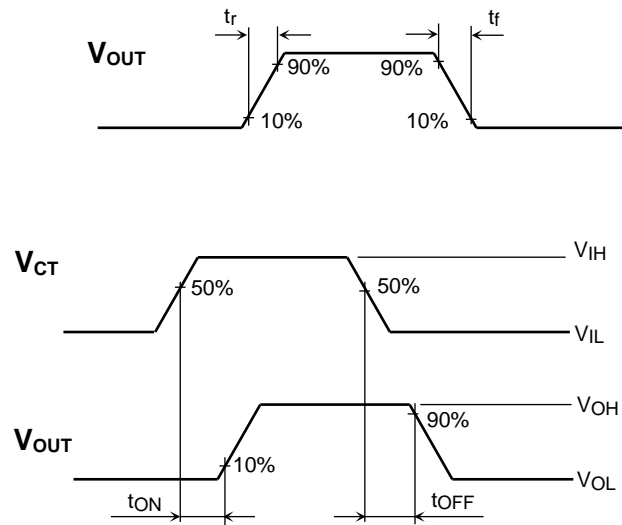 tr
tf
VOUT
90%
90%
10%
10%
VCT
VIH
50%
50%
VIL
VOH
90%
VOUT
10%
VOL
tON
tOFF